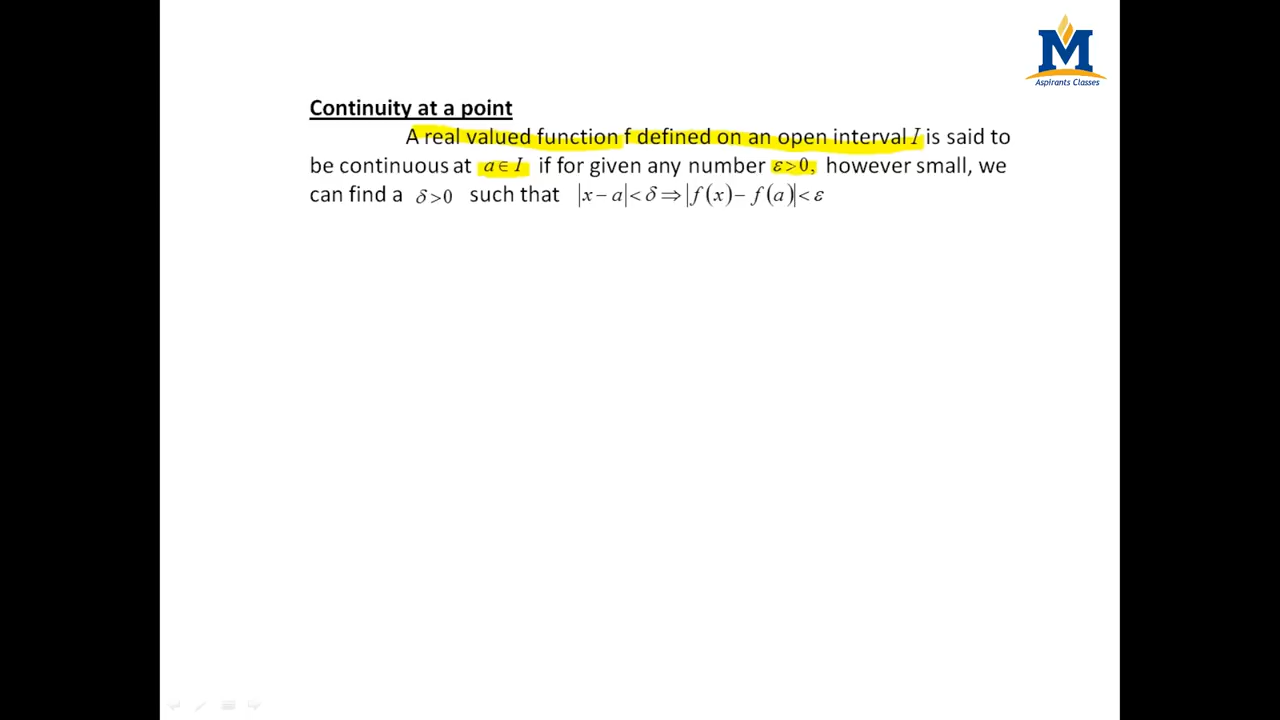 M
Aspirants Classes
Continuity at a point
A real valued function f defined on an open interval I is said to
be continuous at a ∈ I if for given any number ε>0, however small, we
can find a δ>0 such that |x − a| < δ ⇒ |f(x) − f(a)| < ε